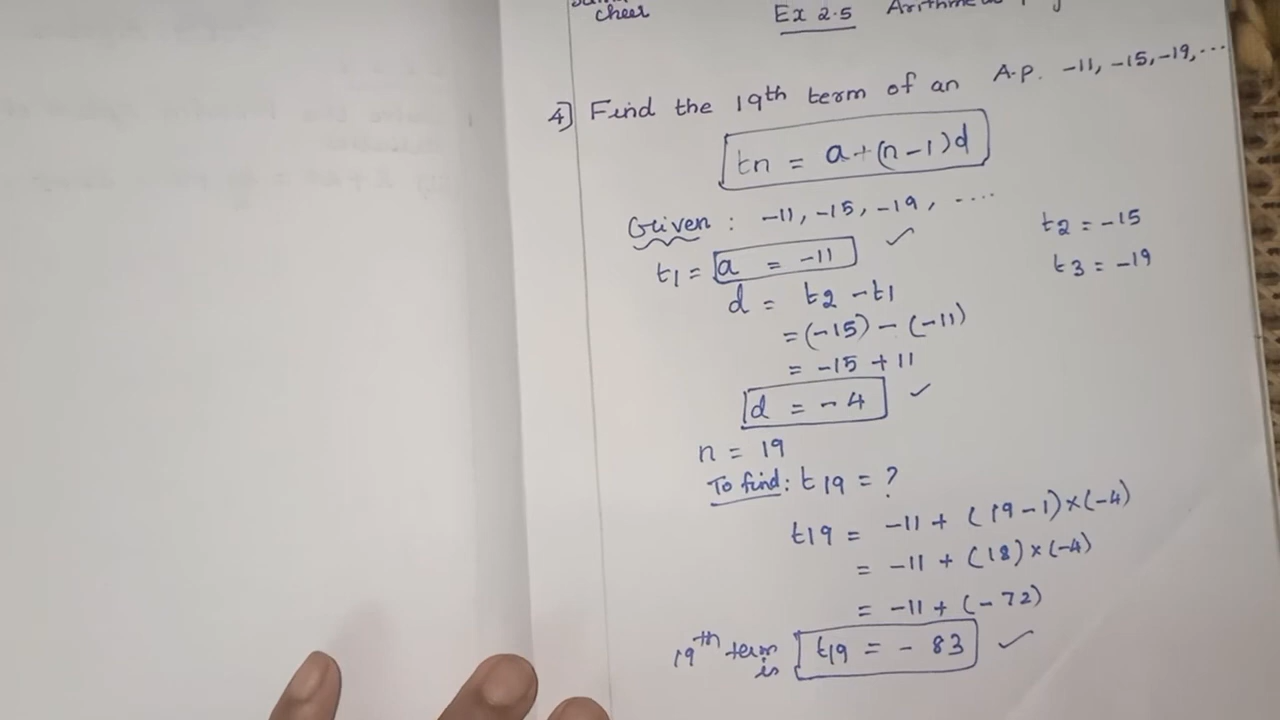 cheer
Ex 2.5
4] Find the 19th term of an A.P. -11, -15, -19, ...
tn = a+(n-1)d
Given : -11, -15, -19, ....
t1 = a = -11 ✓
t2 = -15
t3 = -19
d = t2 - t1
= (-15) - (-11)
= -15 + 11
d = -4 ✓
n = 19
To find: t19 = ?
t19 = -11 + (19-1)×(-4)
= -11 + (18)×(-4)
= -11 + (-72)
19th term is t19 = - 83 ✓